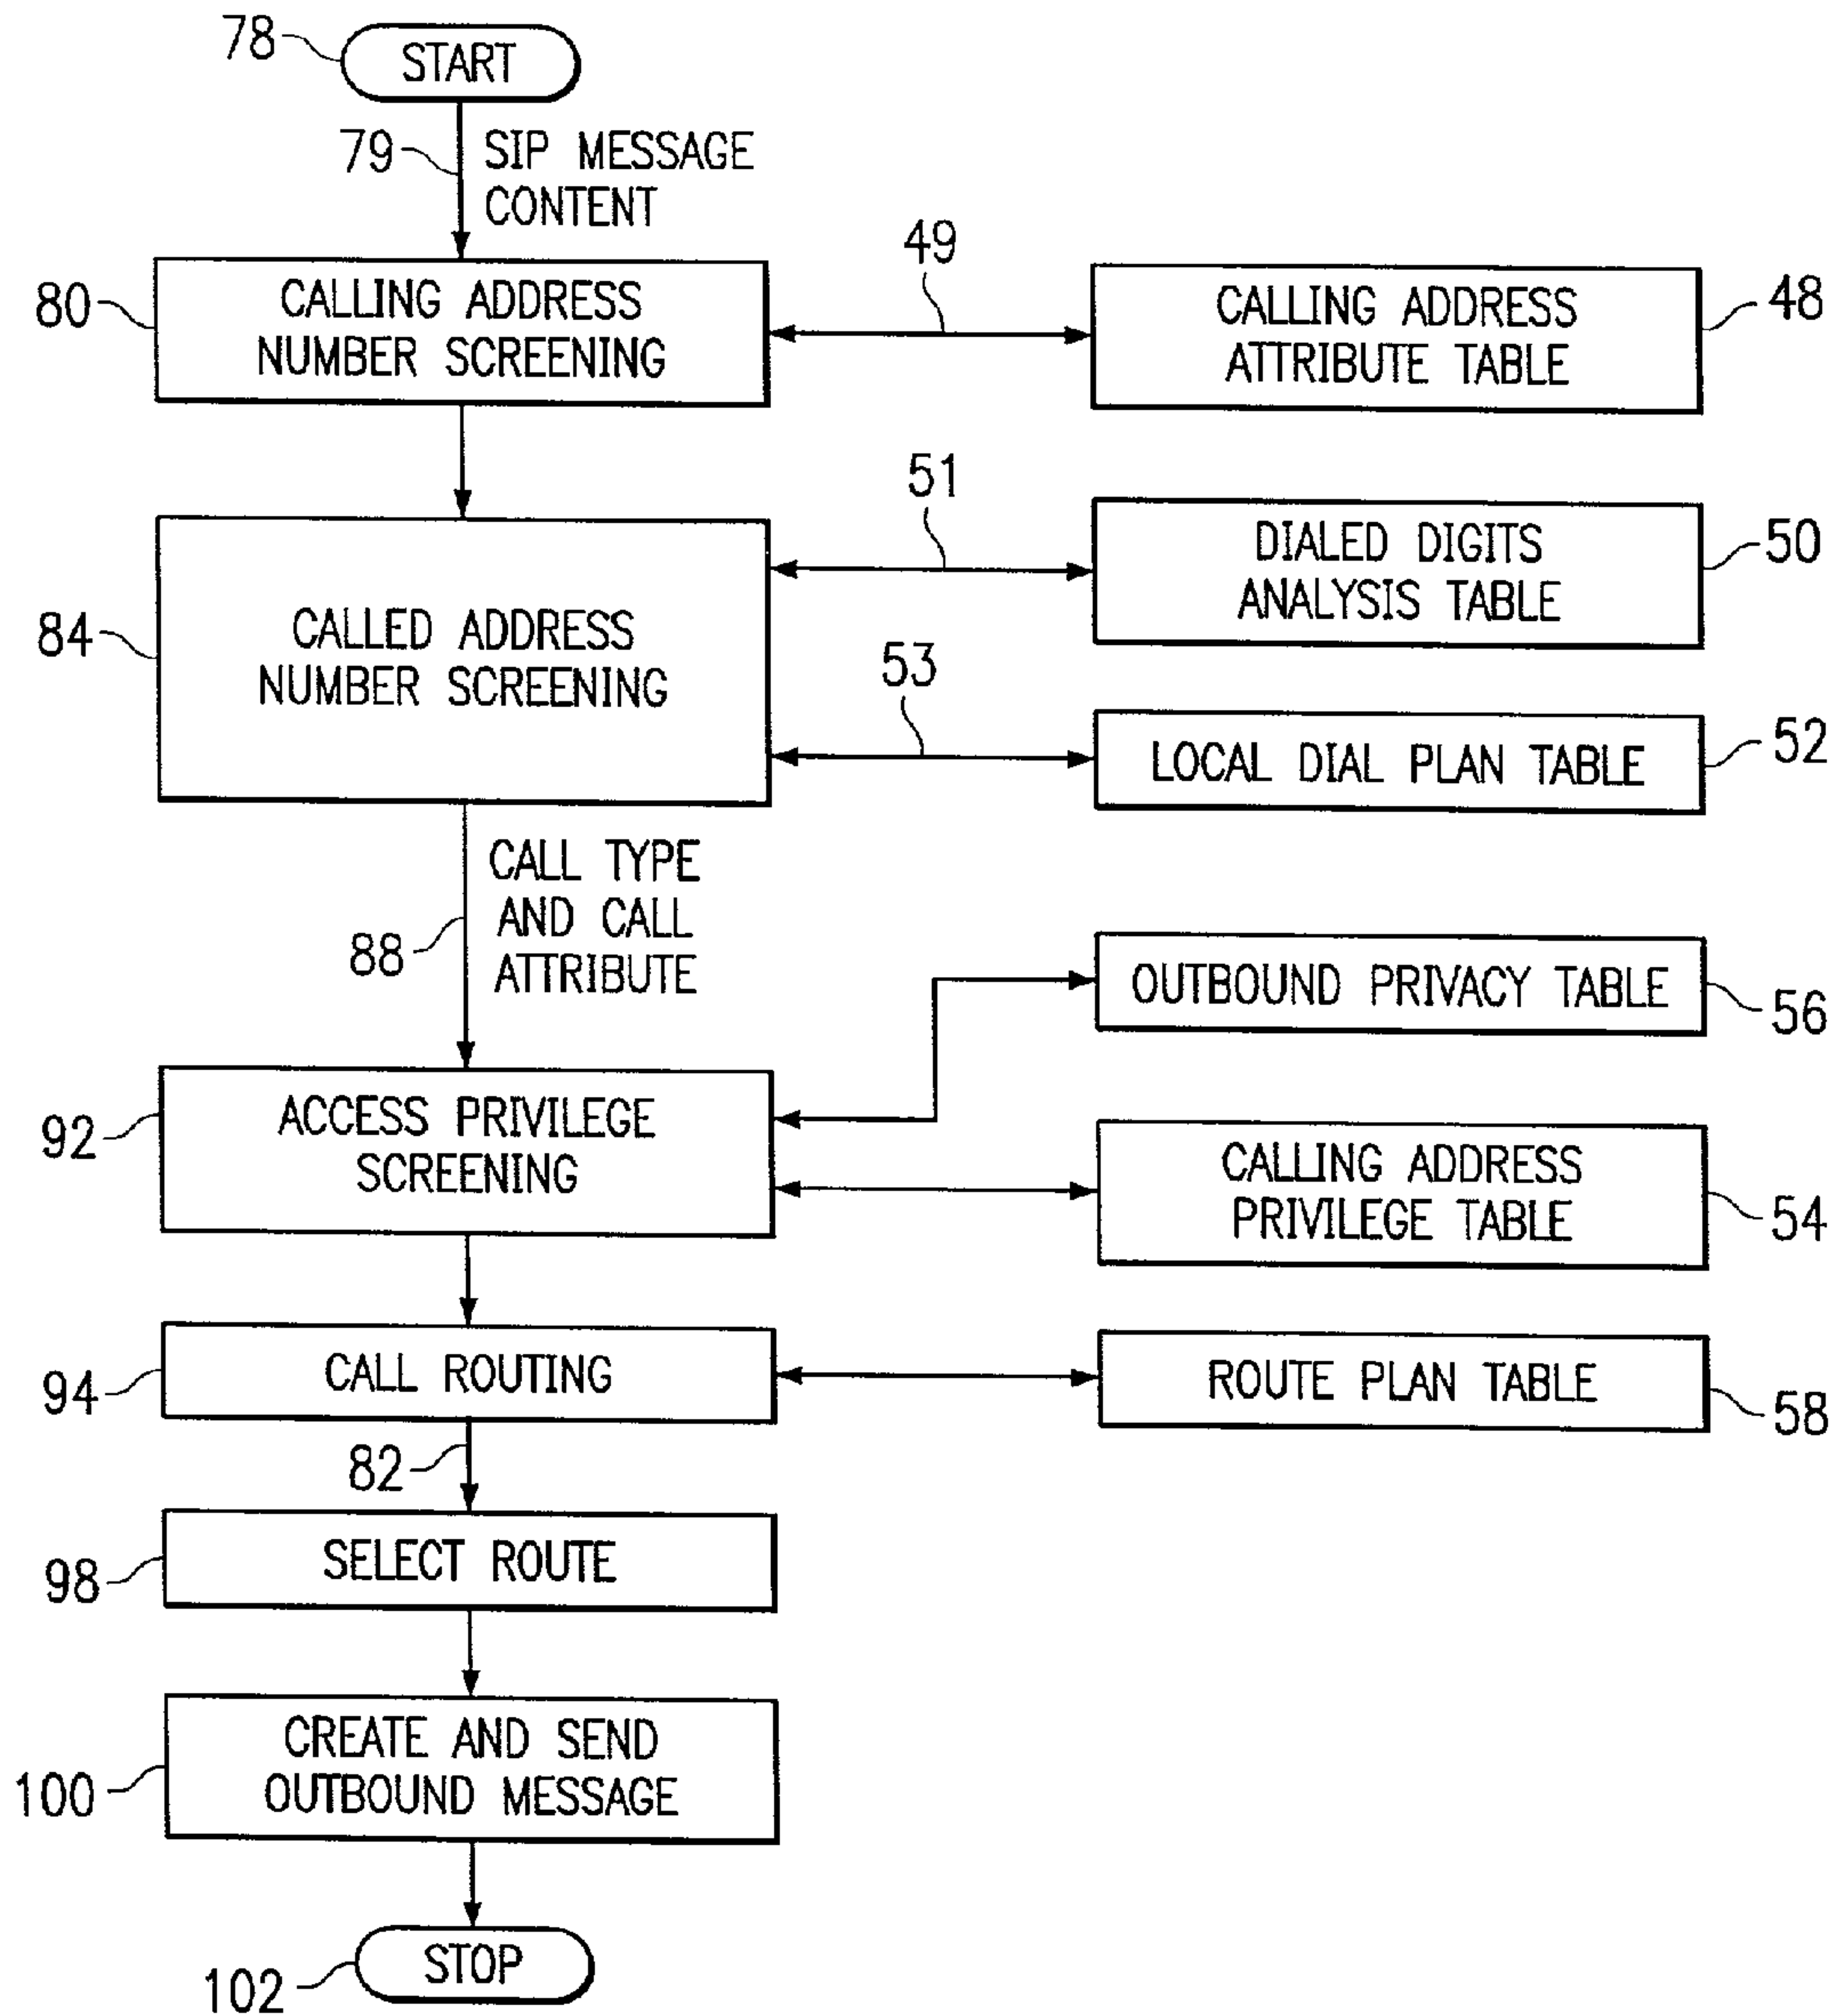 78
START
79
SIP MESSAGE
CONTENT
80
CALLING ADDRESS
NUMBER SCREENING
49
CALLING ADDRESS
ATTRIBUTE TABLE
48
84
CALLED ADDRESS
NUMBER SCREENING
51
DIALED DIGITS
ANALYSIS TABLE
50
53
LOCAL DIAL PLAN TABLE
52
88
CALL TYPE
AND CALL
ATTRIBUTE
OUTBOUND PRIVACY TABLE
56
92
ACCESS PRIVILEGE
SCREENING
CALLING ADDRESS
PRIVILEGE TABLE
54
94
CALL ROUTING
ROUTE PLAN TABLE
58
82
98
SELECT ROUTE
100
CREATE AND SEND
OUTBOUND MESSAGE
102
STOP